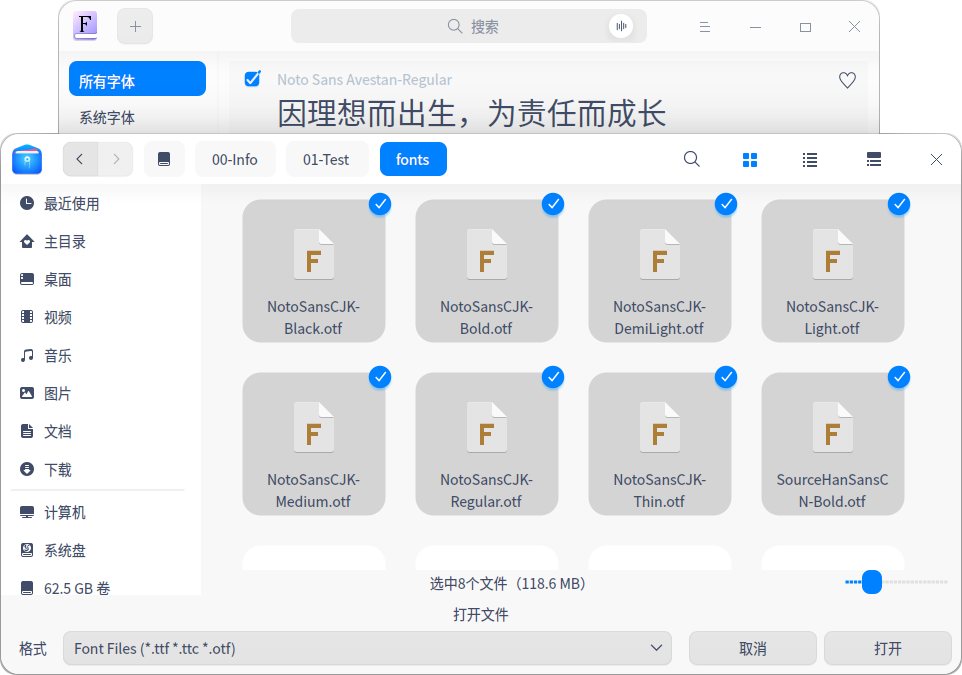 F
搜索
所有字体
系统字体
Noto Sans Avestan-Regular
因理想而出生，为责任而成长
00-Info
01-Test
fonts
最近使用
主目录
桌面
视频
音乐
图片
文档
下载
计算机
系统盘
62.5 GB 卷
F
NotoSansCJK-
Black.otf
F
NotoSansCJK-
Bold.otf
F
NotoSansCJK-
DemiLight.otf
F
NotoSansCJK-
Light.otf
F
NotoSansCJK-
Medium.otf
F
NotoSansCJK-
Regular.otf
F
NotoSansCJK-
Thin.otf
F
SourceHanSansC
N-Bold.otf
选中8个文件（118.6 MB）
打开文件
格式
Font Files (*.ttf *.ttc *.otf)
取消
打开